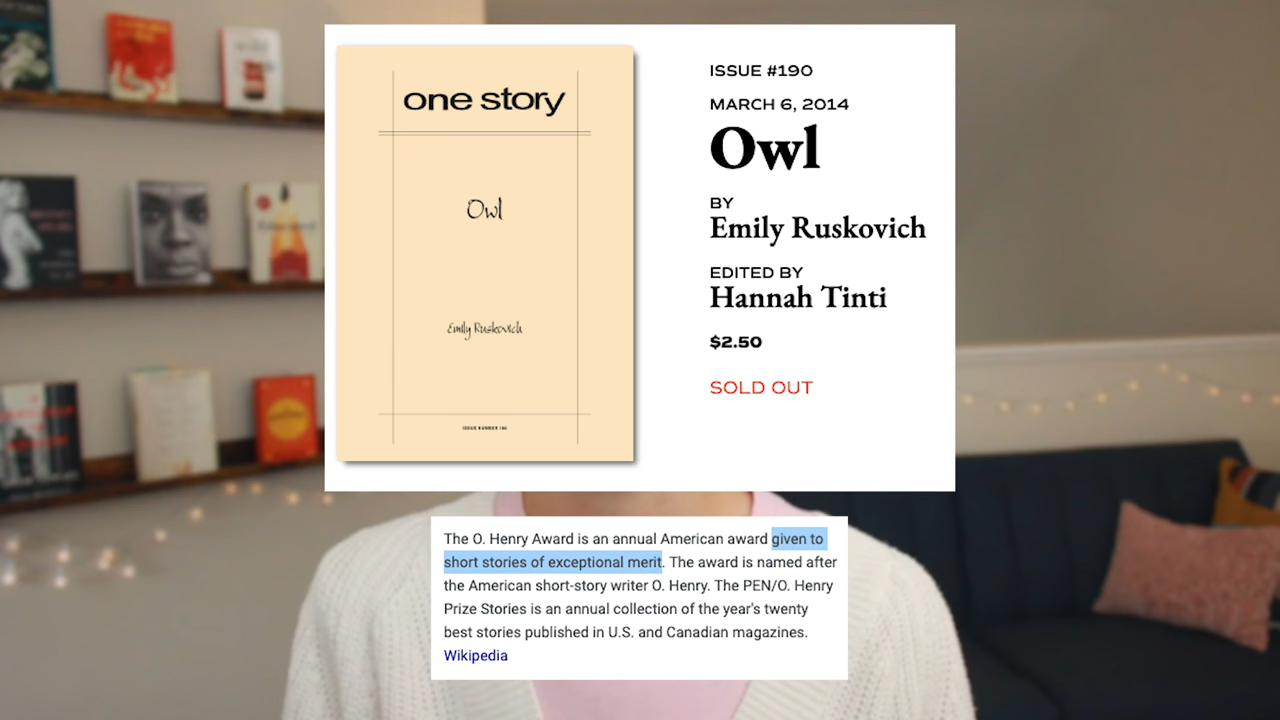 one story
Owl
Emily Ruskovich
ISSUE NUMBER 190
ISSUE #190
MARCH 6, 2014
Owl
BY
Emily Ruskovich
EDITED BY
Hannah Tinti
$2.50
SOLD OUT
The O. Henry Award is an annual American award given to
short stories of exceptional merit. The award is named after
the American short-story writer O. Henry. The PEN/O. Henry
Prize Stories is an annual collection of the year's twenty
best stories published in U.S. and Canadian magazines.
Wikipedia